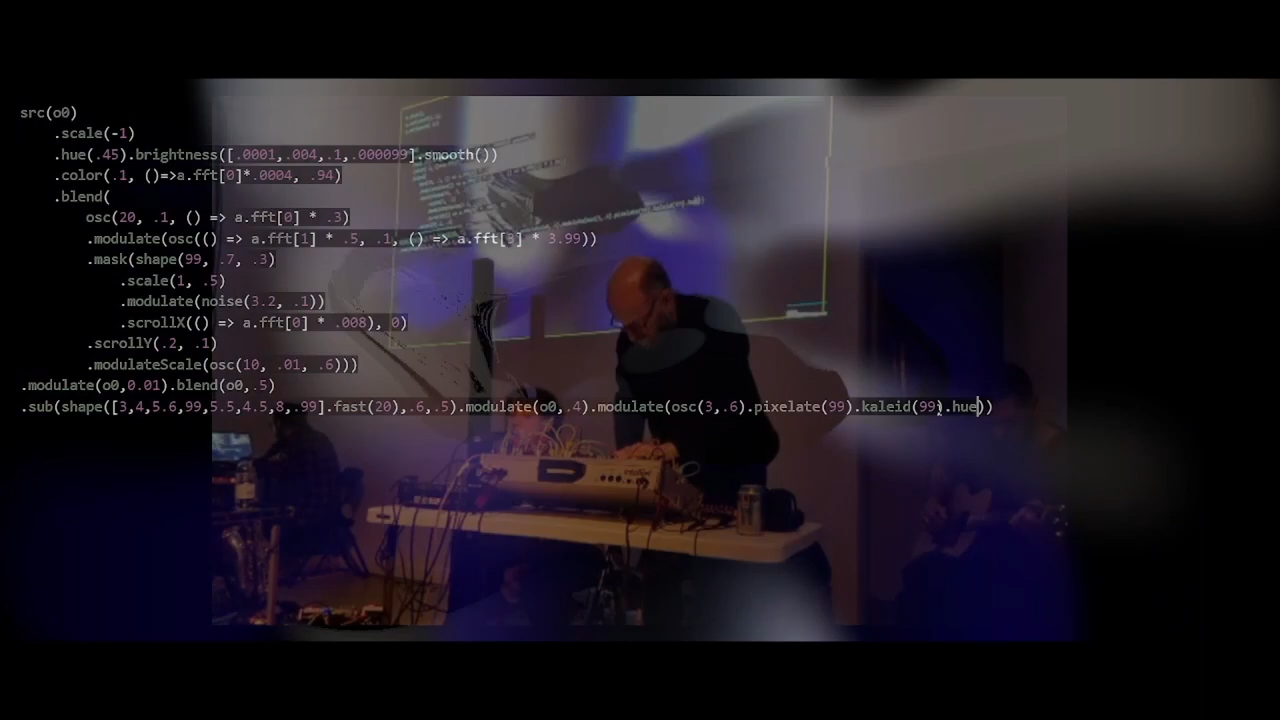 src(o0)
.scale(-1)
.hue(.45).brightness([.0001,.004,.1,.000099].smooth())
.color(.1, ()=>a.fft[0]*.0004, .94)
.blend(
osc(20, .1, () => a.fft[0] * .3)
.modulate(osc(() => a.fft[1] * .5, .1, () => a.fft[3] * 3.99))
.mask(shape(99, .7, .3)
.scale(1, .5)
.modulate(noise(3.2, .1))
.scrollX(() => a.fft[0] * .008), 0)
.scrollY(.2, .1)
.modulateScale(osc(10, .01, .6)))
.modulate(o0,0.01).blend(o0,.5)
.sub(shape([3,4,5.6,99,5.5,4.5,8,.99].fast(20),.6,.5).modulate(o0,.4).modulate(osc(3,.6).pixelate(99).kaleid(99).hue))